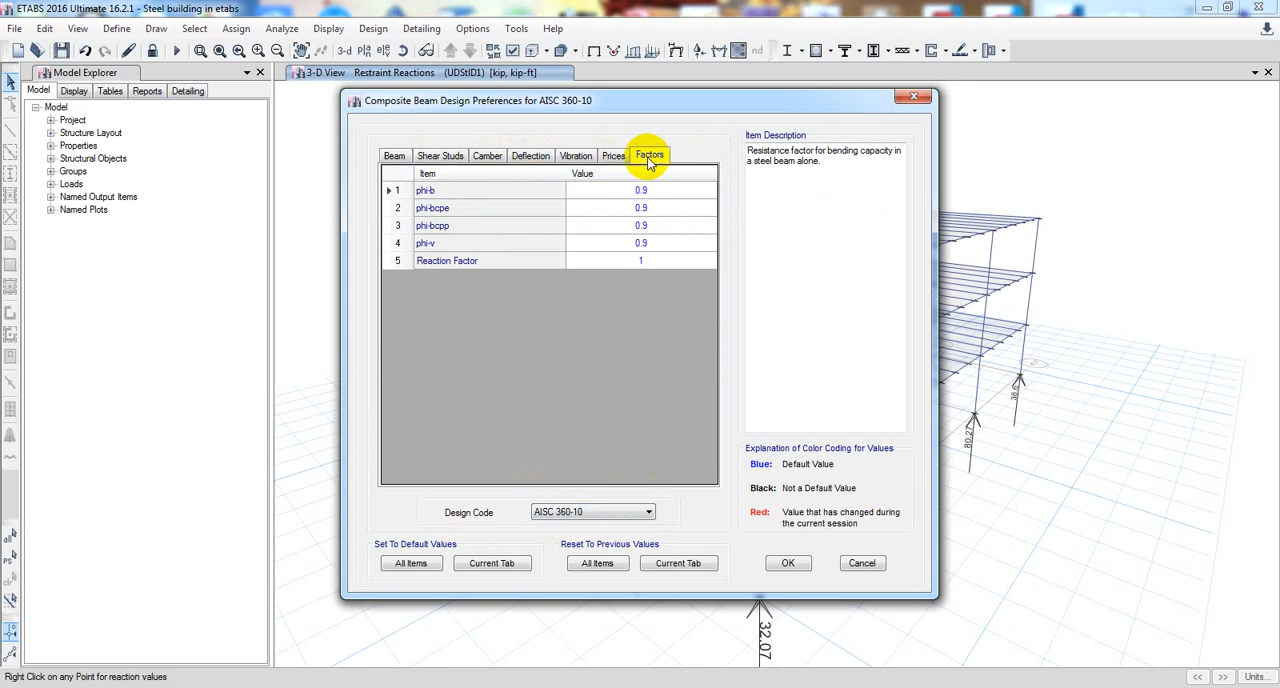 ETABS 2016 Ultimate 16.2.1 - Steel building in etabs
File Edit View Define Draw Select Assign Analyze Display Design Detailing Options Tools Help
3-d nd
Model Explorer
3-D View Restraint Reactions (UDStlD1) [kip, kip-ft]
Model Display Tables Reports Detailing
Model
Project
Structure Layout
Properties
Structural Objects
Groups
Loads
Named Output Items
Named Plots
Composite Beam Design Preferences for AISC 360-10
Beam Shear Studs Camber Deflection Vibration Prices Factors
Item Value
1 phi-b 0.9
2 phi-bcpe 0.9
3 phi-bcpp 0.9
4 phi-v 0.9
5 Reaction Factor 1
Item Description
Resistance factor for bending capacity in
a steel beam alone.
Explanation of Color Coding for Values
Blue: Default Value
Black: Not a Default Value
Red: Value that has changed during
the current session
Design Code AISC 360-10
Set To Default Values
All Items Current Tab
Reset To Previous Values
All Items Current Tab
OK Cancel
38.6
80.27
32.07
Right Click on any Point for reaction values
<< >> Units...